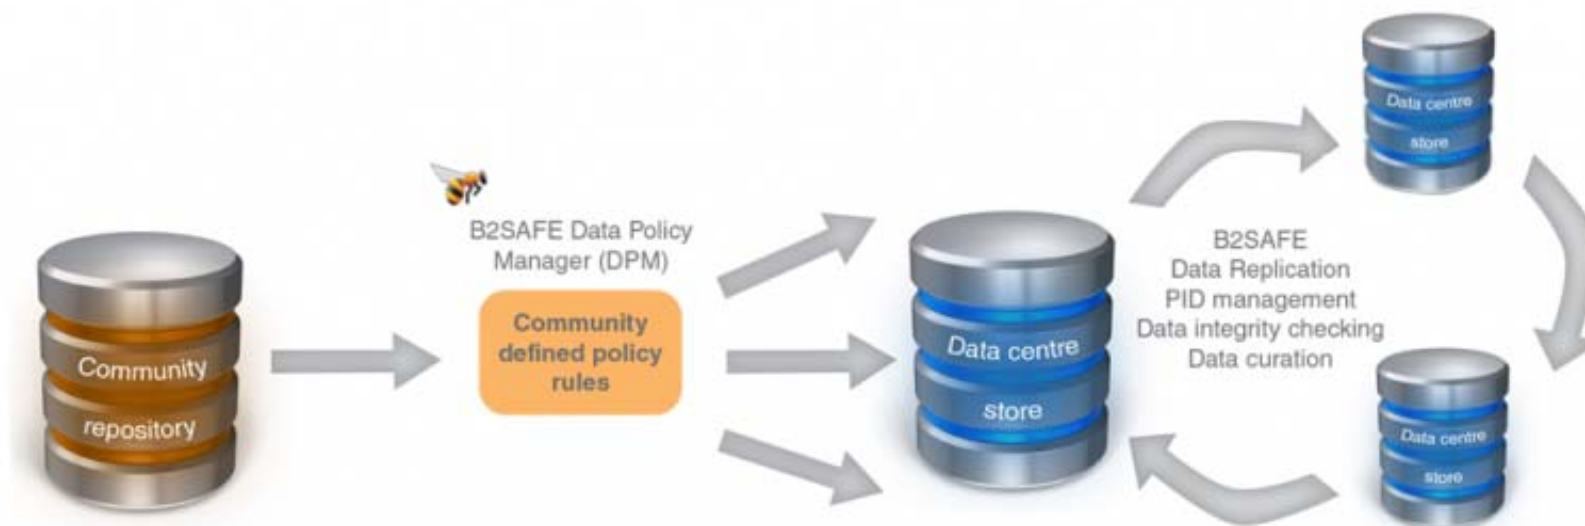 Community
repository
B2SAFE Data Policy
Manager (DPM)
Community
defined policy
rules
Data centre
store
B2SAFE
Data Replication
PID management
Data integrity checking
Data curation
Data centre
store
Data centre
store